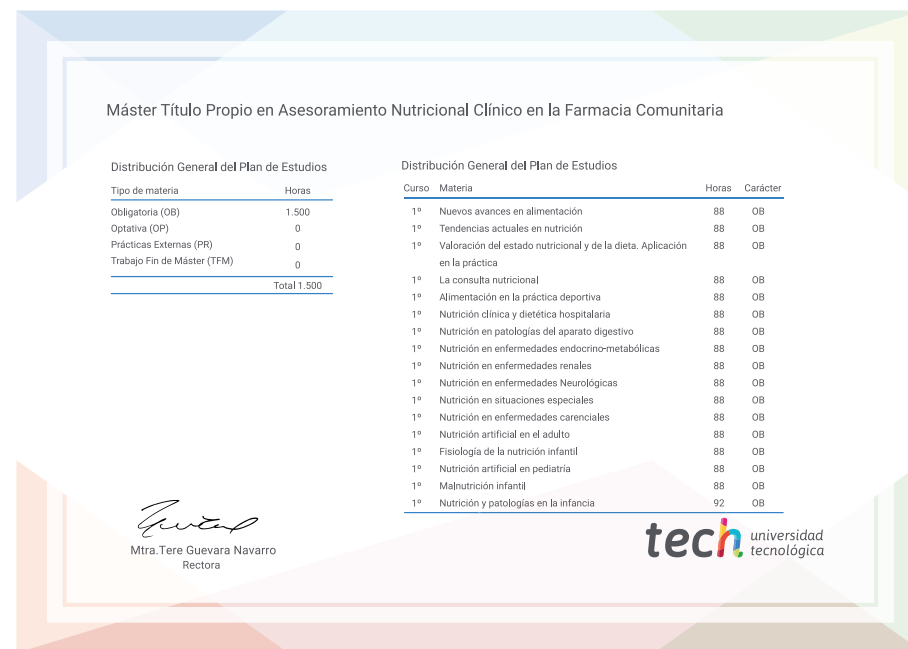 Máster Título Propio en Asesoramiento Nutricional Clínico en la Farmacia Comunitaria
Distribución General del Plan de Estudios
Tipo de materia Horas
Obligatoria (OB) 1.500
Optativa (OP) 0
Prácticas Externas (PR) 0
Trabajo Fin de Máster (TFM) 0
Total 1.500
Distribución General del Plan de Estudios
Curso Materia Horas Carácter
1º Nuevos avances en alimentación 88 OB
1º Tendencias actuales en nutrición 88 OB
1º Valoración del estado nutricional y de la dieta. Aplicación 88 OB
en la práctica
1º La consulta nutricional 88 OB
1º Alimentación en la práctica deportiva 88 OB
1º Nutrición clínica y dietética hospitalaria 88 OB
1º Nutrición en patologías del aparato digestivo 88 OB
1º Nutrición en enfermedades endocrino-metabólicas 88 OB
1º Nutrición en enfermedades renales 88 OB
1º Nutrición en enfermedades Neurológicas 88 OB
1º Nutrición en situaciones especiales 88 OB
1º Nutrición en enfermedades carenciales 88 OB
1º Nutrición artificial en el adulto 88 OB
1º Fisiología de la nutrición infantil 88 OB
1º Nutrición artificial en pediatría 88 OB
1º Malnutrición infantil 88 OB
1º Nutrición y patologías en la infancia 92 OB
Mtra.Tere Guevara Navarro
Rectora
tech universidad
tecnológica